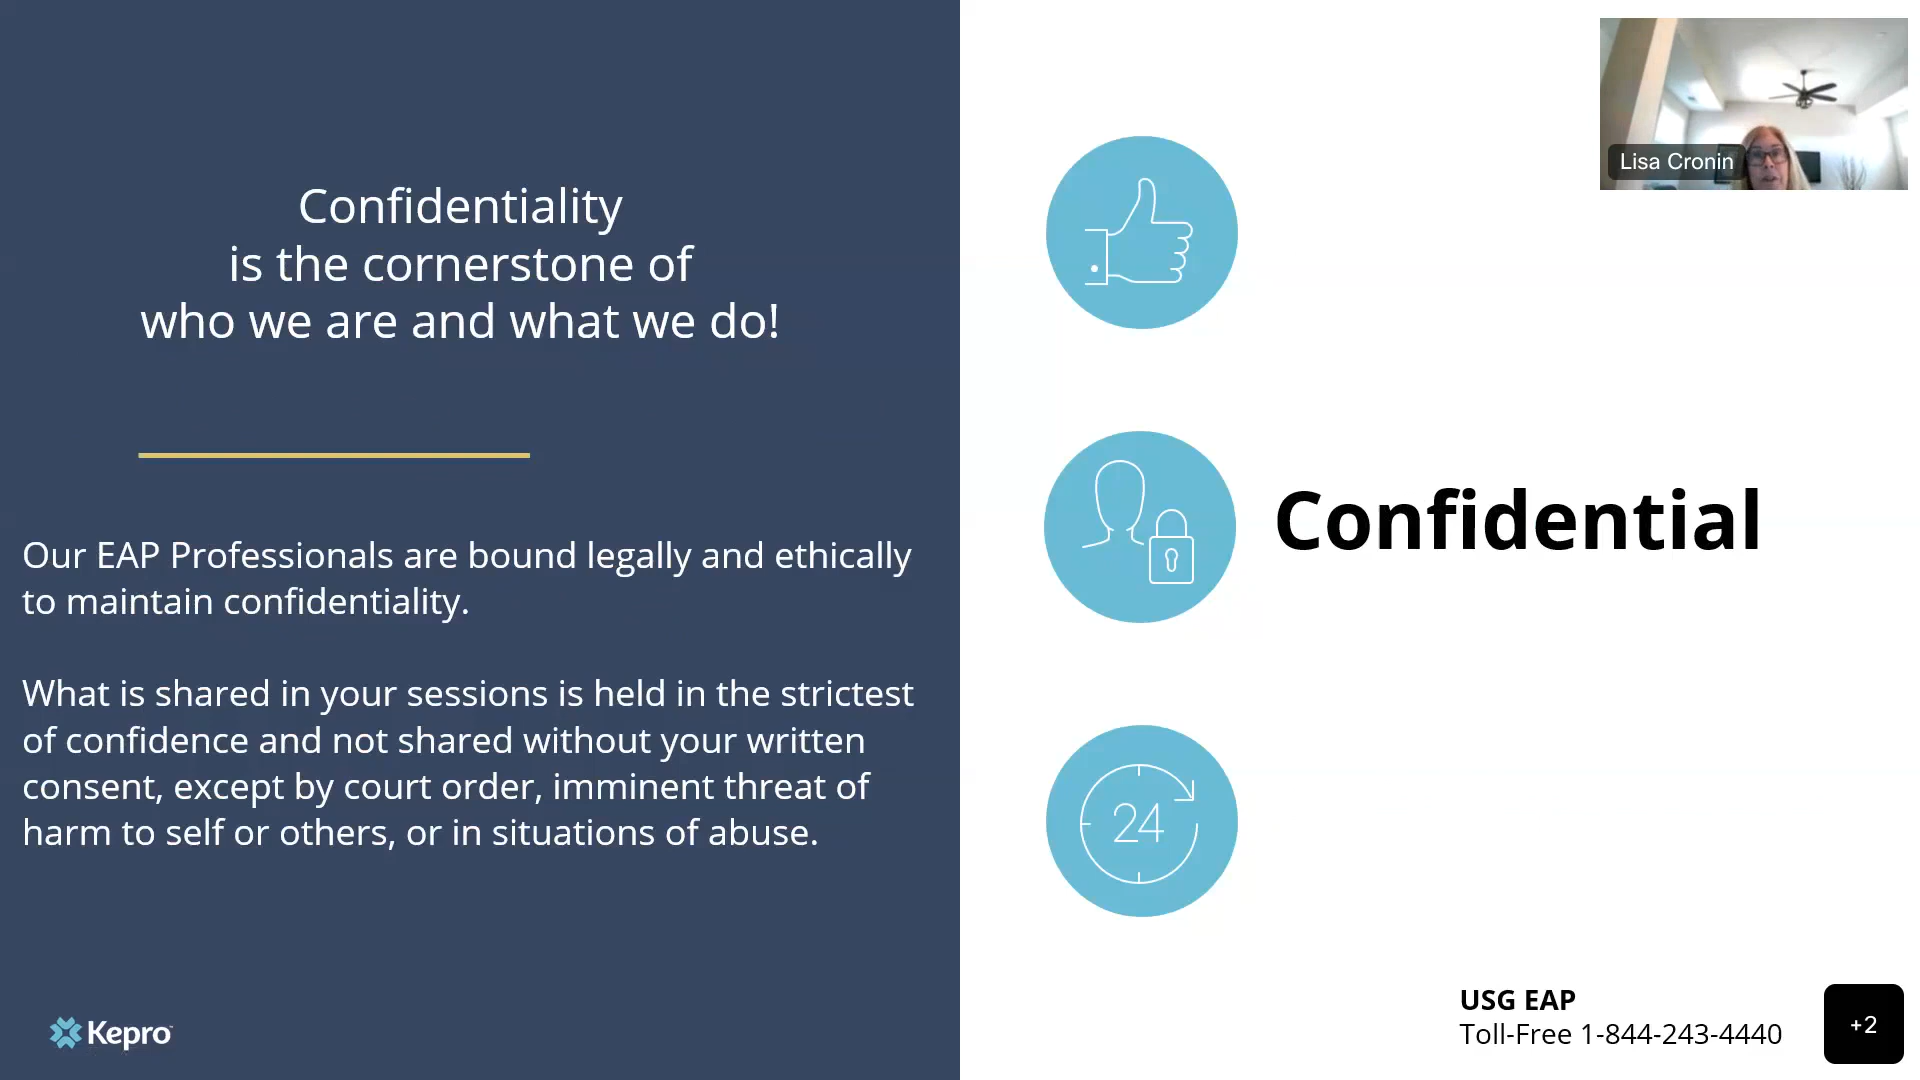 Confidentiality
is the cornerstone of
who we are and what we do!
Our EAP Professionals are bound legally and ethically
to maintain confidentiality.
What is shared in your sessions is held in the strictest
of confidence and not shared without your written
consent, except by court order, imminent threat of
harm to self or others, or in situations of abuse.
Kepro
Lisa Cronin
Confidential
24
USG EAP
Toll-Free 1-844-243-4440
+2